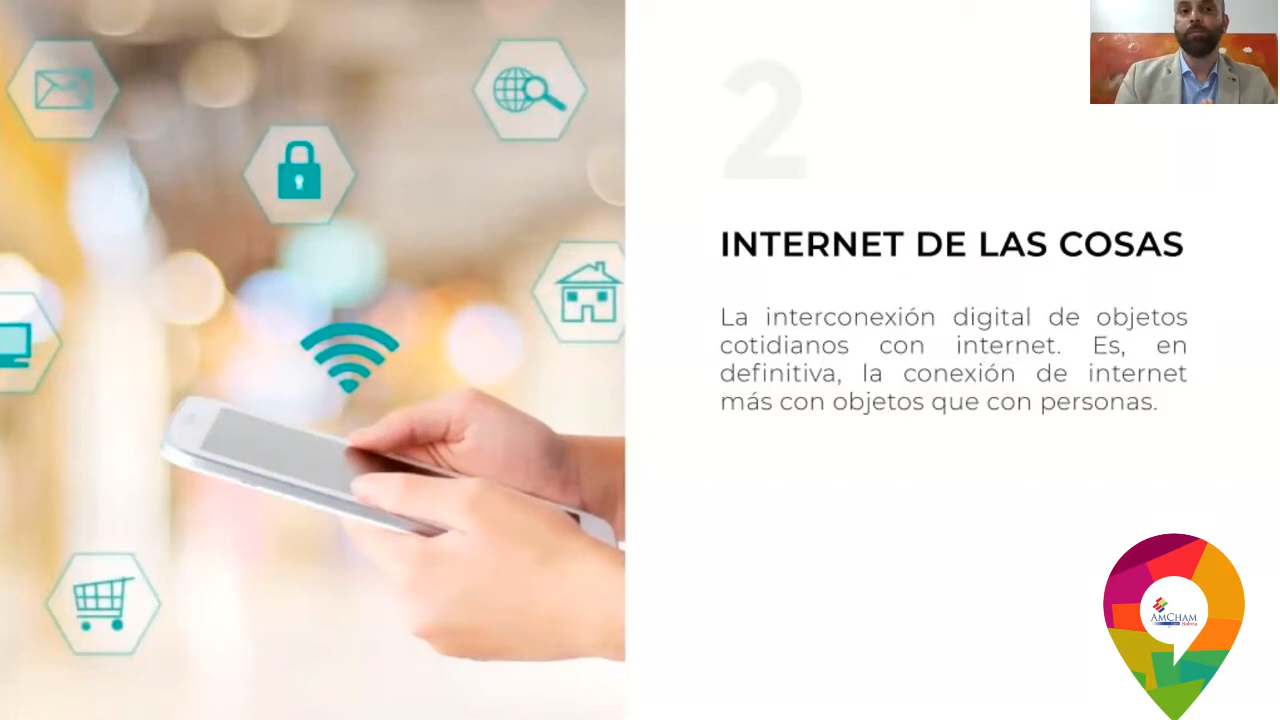 2
INTERNET DE LAS COSAS
La interconexión digital de objetos
cotidianos con internet. Es, en
definitiva, la conexión de internet
más con objetos que con personas.
AMCHAM
Bolivia